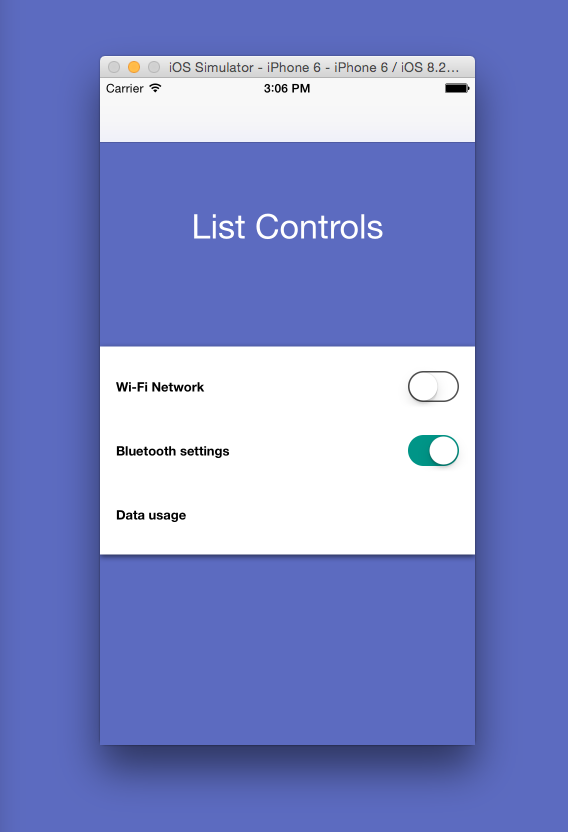 iOS Simulator - iPhone 6 - iPhone 6 / iOS 8.2...
Carrier 3:06 PM
List Controls
Wi-Fi Network
Bluetooth settings
Data usage